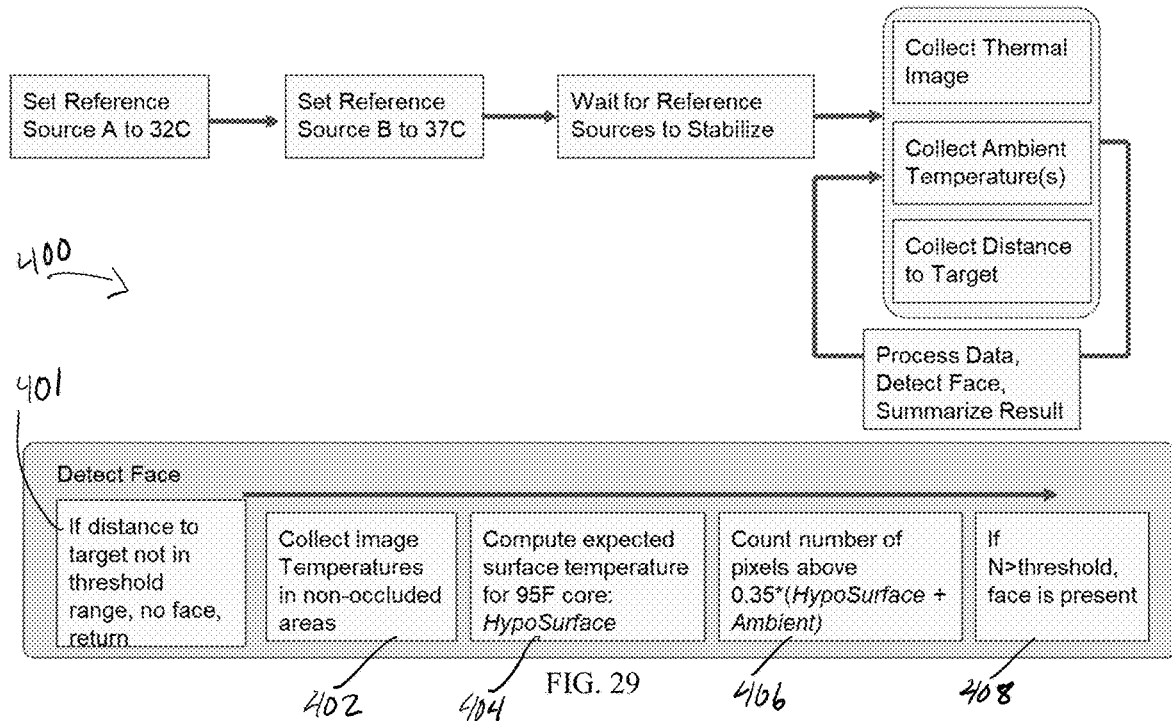 Set Reference
Source A to 32C
Set Reference
Source B to 37C
Wait for Reference
Sources to Stabilize
Collect Thermal
Image
Collect Ambient
Temperature(s)
Collect Distance
to Target
Process Data,
Detect Face,
Summarize Result
400
401
Detect Face
If distance to
target not in
threshold
range, no face,
return
Collect image
Temperatures
in non-occluded
areas
Compute expected
surface temperature
for 95F core:
HypoSurface
Count number of
pixels above
0.35*(HypoSurface +
Ambient)
If
N>threshold,
face is present
402
404
FIG. 29
406
408